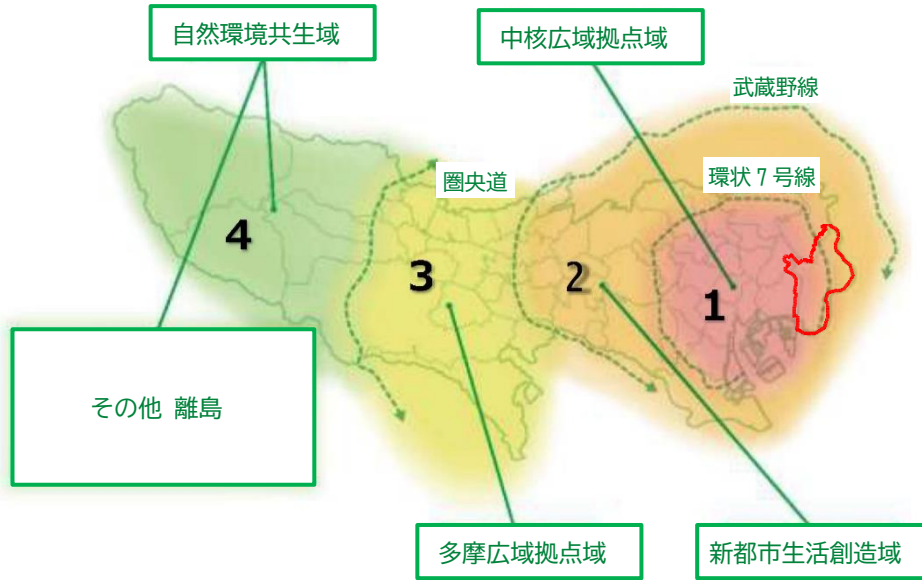 自然環境共生域
中核広域拠点域
武蔵野線
圏央道
環状7号線
4
3
2
1
その他 離島
多摩広域拠点域
新都市生活創造域